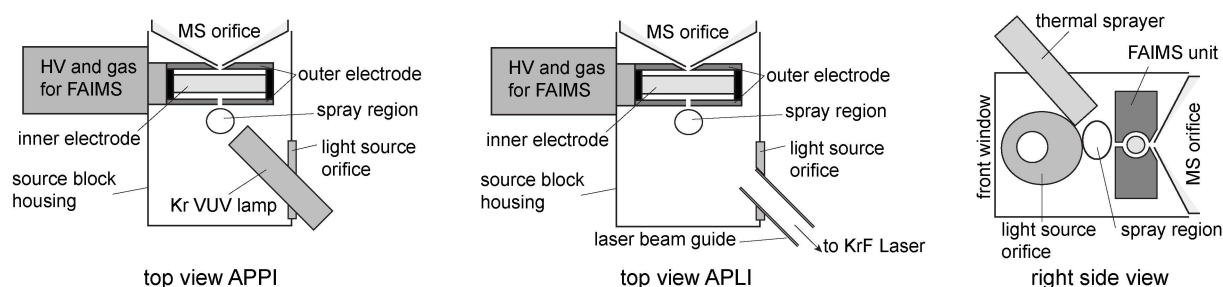 MS orifice
HV and gas
for FAIMS
outer electrode
spray region
inner electrode
light source
orifice
source block
housing
Kr VUV lamp
top view APPI
MS orifice
HV and gas
for FAIMS
outer electrode
spray region
inner electrode
light source
orifice
source block
housing
laser beam guide
to KrF Laser
top view APLI
thermal sprayer
FAIMS unit
front window
MS orifice
light source
orifice
spray region
right side view